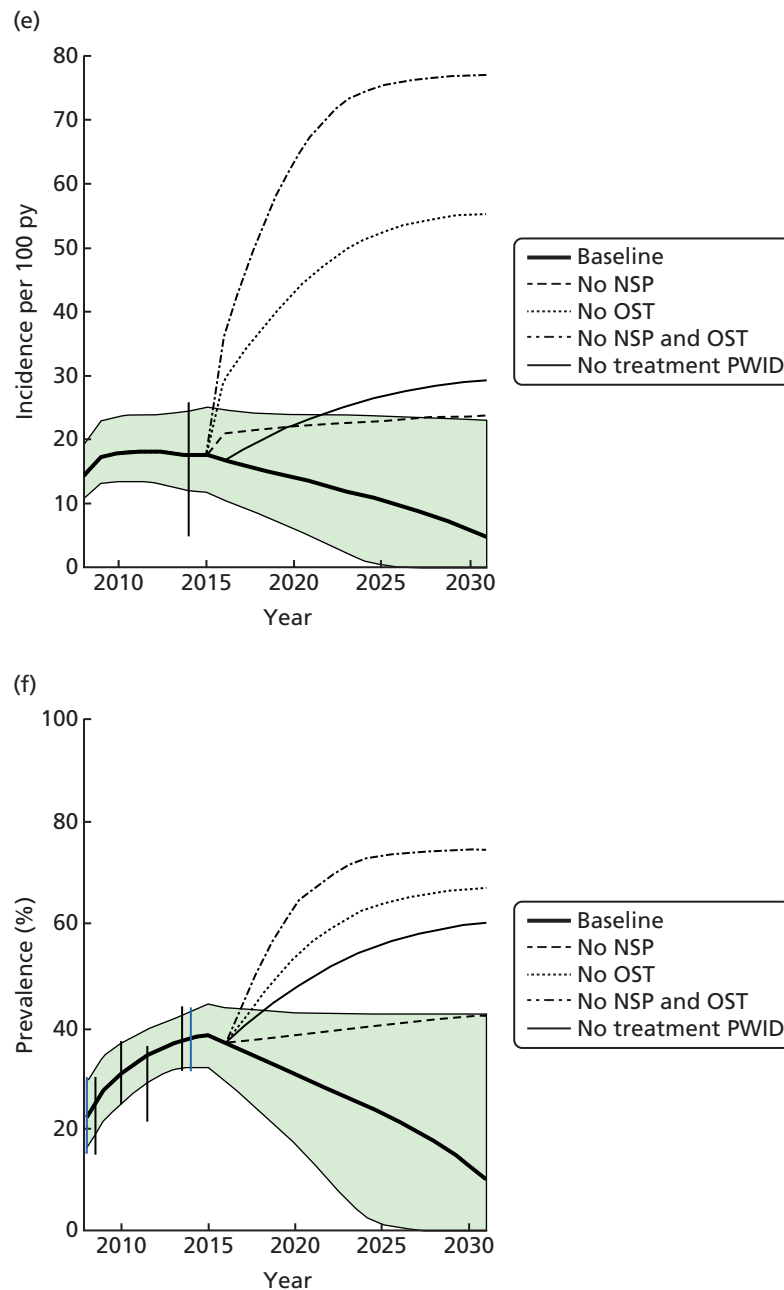 (e)
80
70
60
50
40
30
20
10
0
Incidence per 100 py
2010 2015 2020 2025 2030
Year
Baseline
No NSP
No OST
No NSP and OST
No treatment PWID
(f)
100
80
60
40
20
0
Prevalence (%)
2010 2015 2020 2025 2030
Year
Baseline
No NSP
No OST
No NSP and OST
No treatment PWID